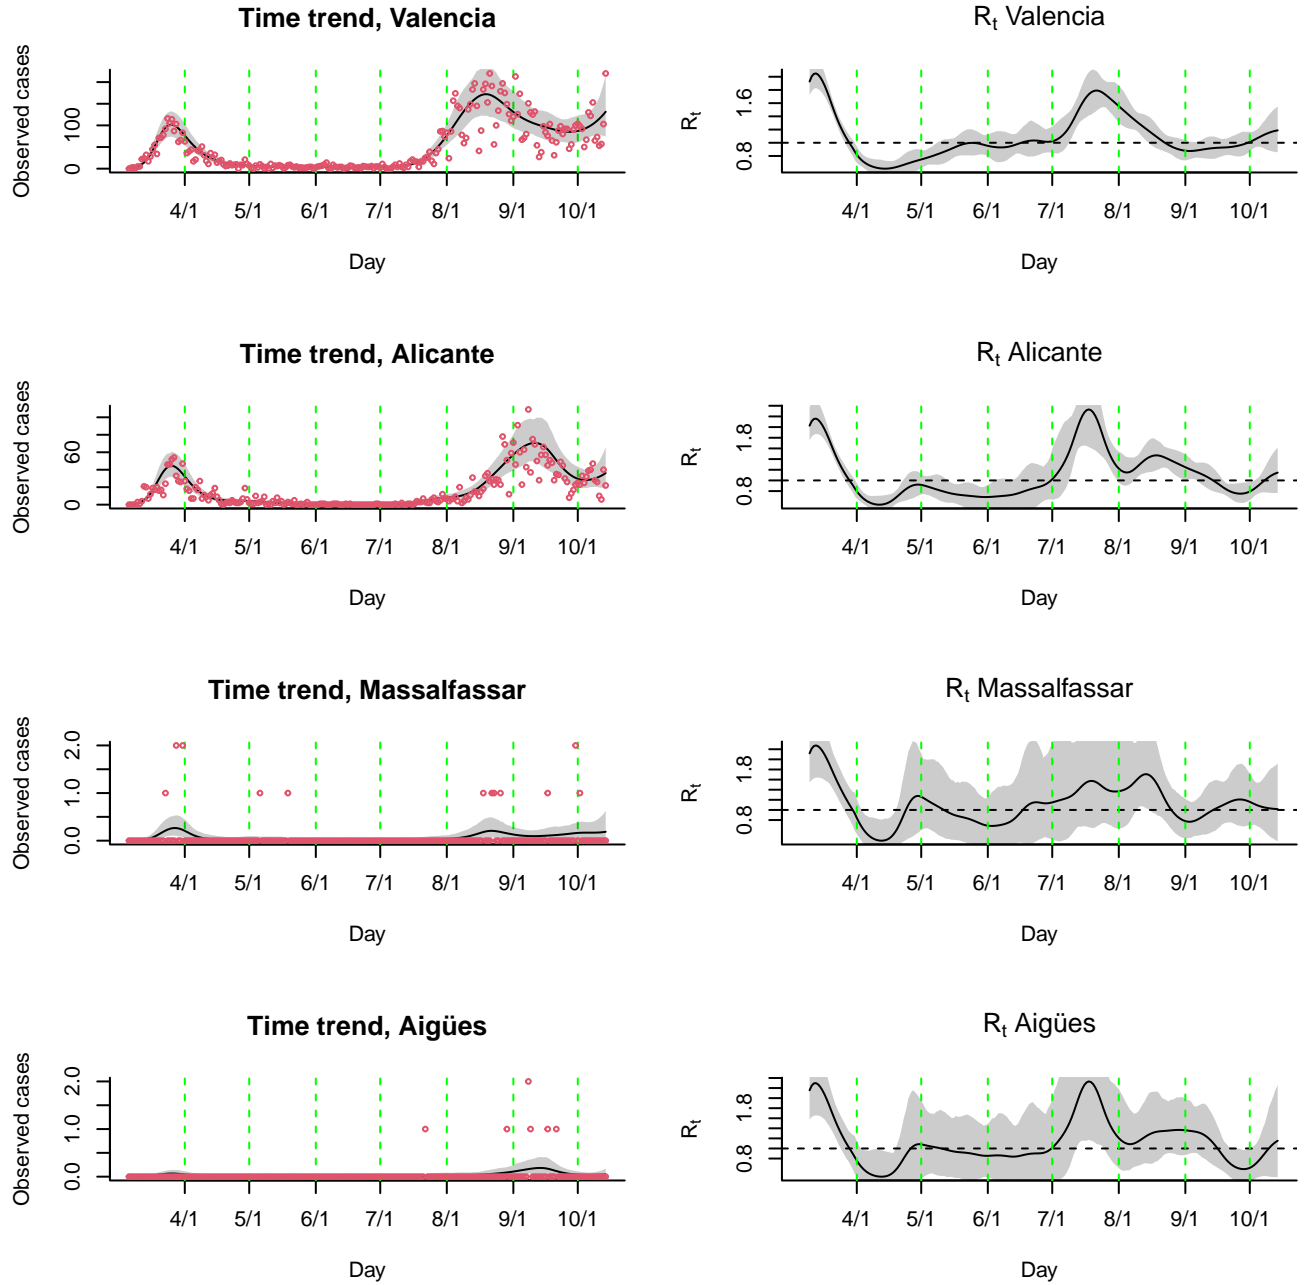 Time trend, Valencia
Observed cases
0 100
4/1 5/1 6/1 7/1 8/1 9/1 10/1
Day
Rt Valencia
Rt
0.8 1.6
4/1 5/1 6/1 7/1 8/1 9/1 10/1
Day
Time trend, Alicante
Observed cases
0 60
4/1 5/1 6/1 7/1 8/1 9/1 10/1
Day
Rt Alicante
Rt
0.8 1.8
4/1 5/1 6/1 7/1 8/1 9/1 10/1
Day
Time trend, Massalfassar
Observed cases
0.0 1.0 2.0
4/1 5/1 6/1 7/1 8/1 9/1 10/1
Day
Rt Massalfassar
Rt
0.8 1.8
4/1 5/1 6/1 7/1 8/1 9/1 10/1
Day
Time trend, Aigües
Observed cases
0.0 1.0 2.0
4/1 5/1 6/1 7/1 8/1 9/1 10/1
Day
Rt Aigües
Rt
0.8 1.8
4/1 5/1 6/1 7/1 8/1 9/1 10/1
Day